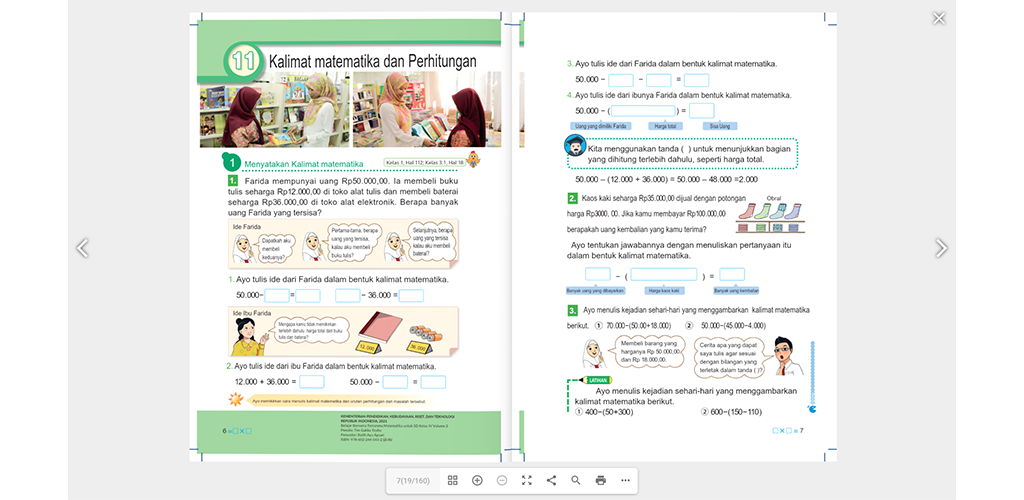 11 Kalimat matematika dan Perhitungan
1 Menyatakan Kalimat matematika
Kelas 1, Hal 112; Kelas 3.1, Hal 18
1. Farida mempunyai uang Rp50.000,00. Ia membeli buku
tulis seharga Rp12.000,00 di toko alat tulis dan membeli baterai
seharga Rp36.000,00 di toko alat elektronik. Berapa banyak
uang Farida yang tersisa?
Ide Farida
Dapatkah aku
membeli
keduanya?
Pertama-tama, berapa
uang yang tersisa,
kalau aku membeli
buku tulis?
Selanjutnya, berapa
uang yang tersisa
kalau aku membeli
baterai?
1. Ayo tulis ide dari Farida dalam bentuk kalimat matematika.
50.000− = − 36.000 =
Ide Ibu Farida
Mengapa kamu tidak memikirkan
terlebih dahulu harga total dari buku
tulis dan baterai?
12.000
36.000
2. Ayo tulis ide dari ibu Farida dalam bentuk kalimat matematika.
12.000 + 36.000 = 50.000 − =
Ayo memikirkan cara menulis kalimat matematika dan urutan perhitungan dari masalah tersebut.
KEMENTERIAN PENDIDIKAN, KEBUDAYAAN, RISET, DAN TEKNOLOGI
REPUBLIK INDONESIA, 2021
6 = □ × □
3. Ayo tulis ide dari Farida dalam bentuk kalimat matematika.
50.000 − − =
4. Ayo tulis ide dari ibunya Farida dalam bentuk kalimat matematika.
50.000 − ( ) =
Uang yang dimiliki Farida Harga total Sisa Uang
Kita menggunakan tanda ( ) untuk menunjukkan bagian
yang dihitung terlebih dahulu, seperti harga total.
50.000 – (12.000 + 36.000) = 50.000 − 48.000 =2.000
2. Kaos kaki seharga Rp35.000,00 dijual dengan potongan
harga Rp3000, 00. Jika kamu membayar Rp100.000,00
berapakah uang kembalian yang kamu terima?
Obral
Ayo tentukan jawabannya dengan menuliskan pertanyaan itu
dalam bentuk kalimat matematika.
− ( ) =
Banyak uang yang dibayarkan Harga kaos kaki Banyak uang kembalian
3. Ayo menulis kejadian sehari-hari yang menggambarkan kalimat matematika
berikut. ① 70.000−(50.00+18.000) ② 50.000−(45.000−4.000)
Membeli barang yang
harganya Rp 50.000,00
dan Rp 18.000,00.
Cerita apa yang dapat
saya tulis agar sesuai
dengan bilangan yang
terletak dalam tanda ( )?
LATIHAN
Ayo menulis kejadian sehari-hari yang menggambarkan
kalimat matematika berikut.
① 400−(50+300) ② 600−(150−110)
□ × □ = 7
7(19/160)